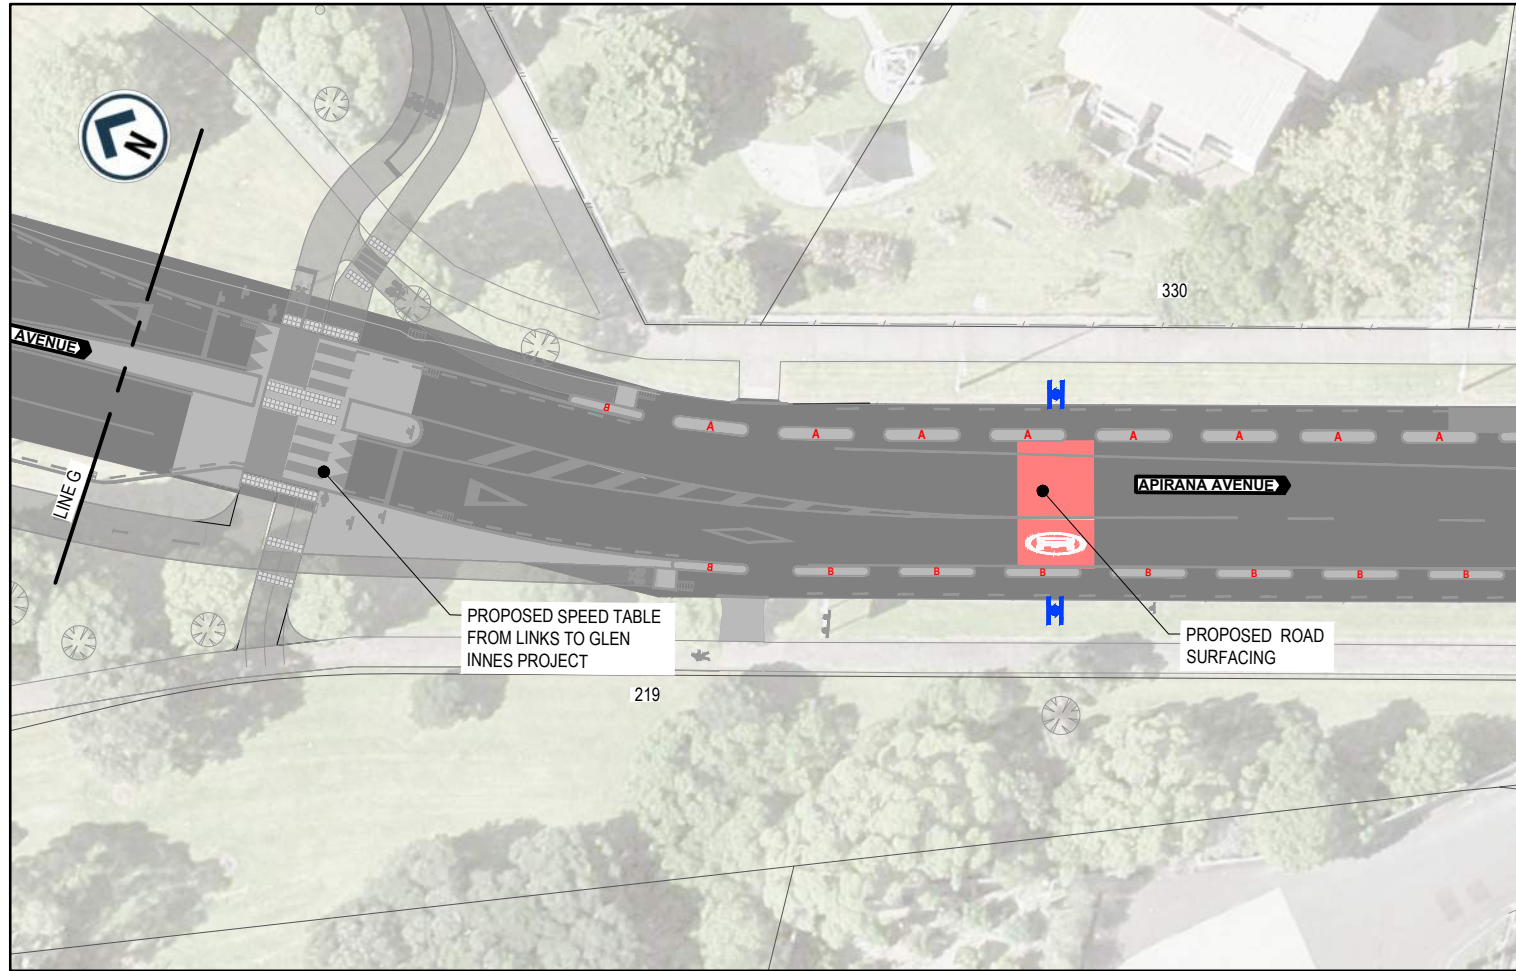 N
330
AVENUE
B
A
A
A
A
A
A
A
A
LINE G
APIRANA AVENUE
B
B
B
B
B
B
B
B
PROPOSED SPEED TABLE
FROM LINKS TO GLEN
INNES PROJECT
PROPOSED ROAD
SURFACING
219